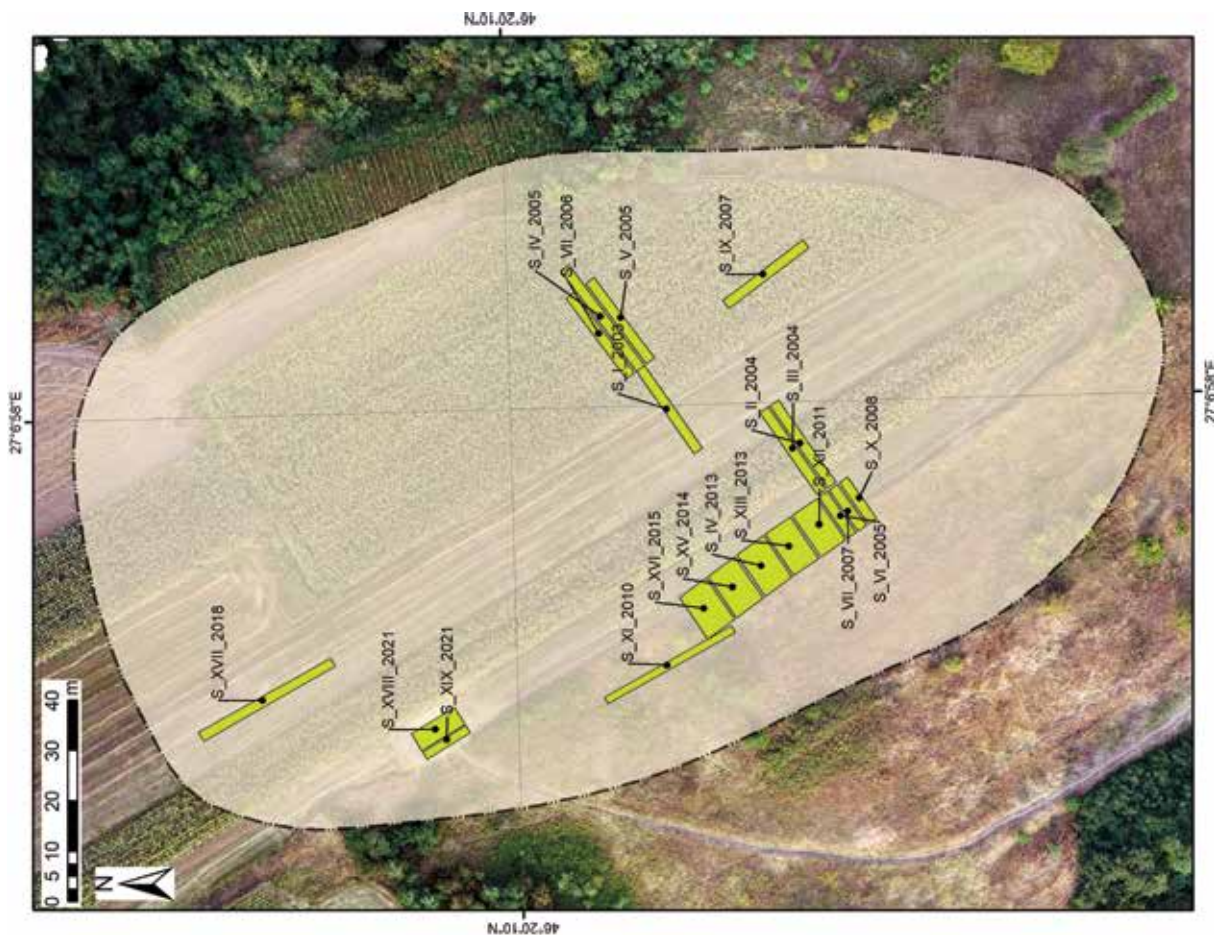 46°20'10"N
27°6'58"E
S_IV_2005
S_VII_2006
S_V_2005
S_I_2003
S_IX_2007
S_II_2004
S_III_2004
S_XII_2011
S_X_2008
S_XIII_2013
S_IV_2013
S_XV_2014
S_XVI_2015
S_XI_2010
S_VII_2007
S_VI_2005
S_XVII_2018
S_XVIII_2021
S_XIX_2021
0 5 10 20 30 40
m
N
27°6'58"E
46°20'10"N